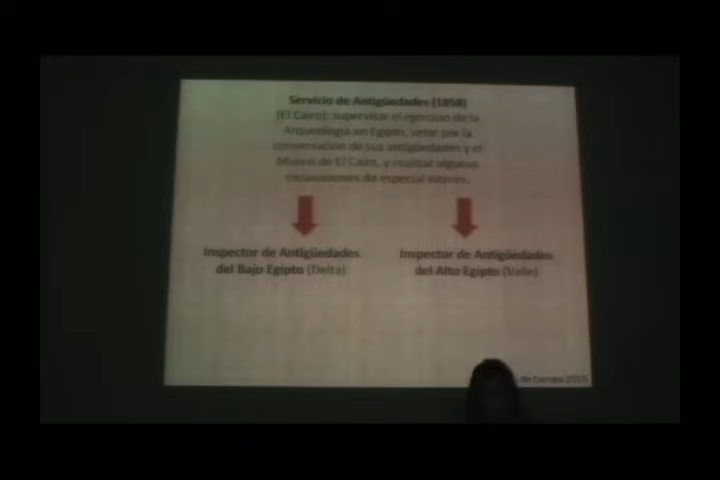 Servicio de Antigüedades (1858)
[El Cairo]: supervisar el ejercicio de la
Arqueología en Egipto, velar por la
conservación de sus antigüedades y el
Museo de El Cairo, y realizar algunas
excavaciones de especial interés.
Inspector de Antigüedades
del Bajo Egipto (Delta)
Inspector de Antigüedades
del Alto Egipto (Valle)
de Europa